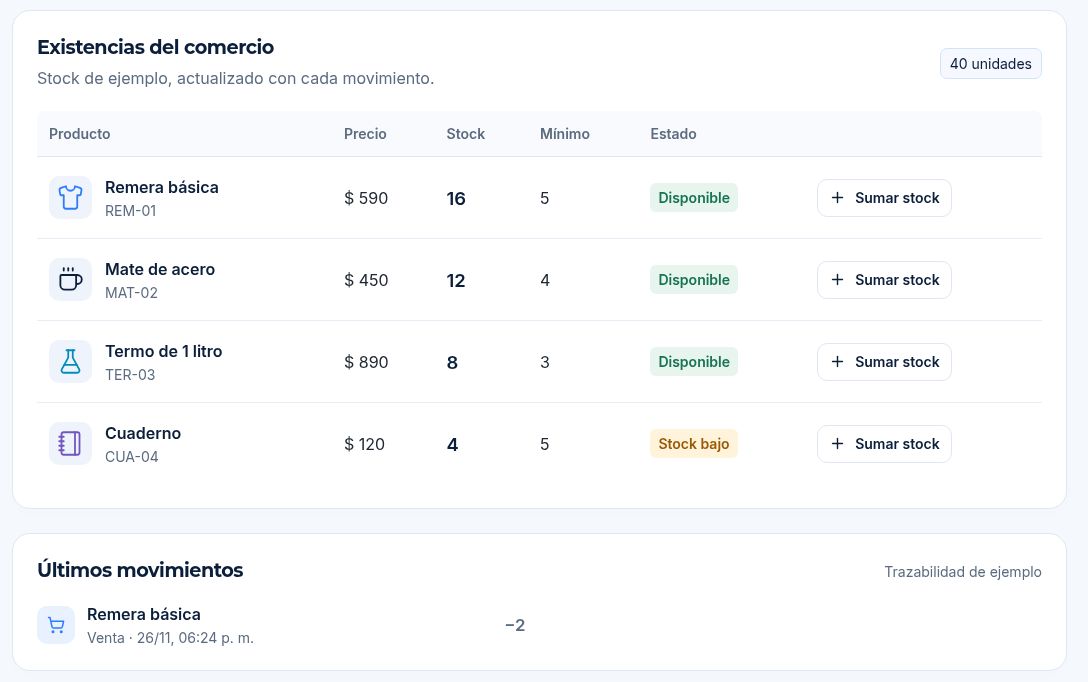 Existencias del comercio
Stock de ejemplo, actualizado con cada movimiento.
40 unidades
Producto Precio Stock Mínimo Estado
Remera básica
REM-01
$ 590 16 5 Disponible + Sumar stock
Mate de acero
MAT-02
$ 450 12 4 Disponible + Sumar stock
Termo de 1 litro
TER-03
$ 890 8 3 Disponible + Sumar stock
Cuaderno
CUA-04
$ 120 4 5 Stock bajo + Sumar stock
Últimos movimientos
Trazabilidad de ejemplo
Remera básica
Venta · 26/11, 06:24 p. m.
−2